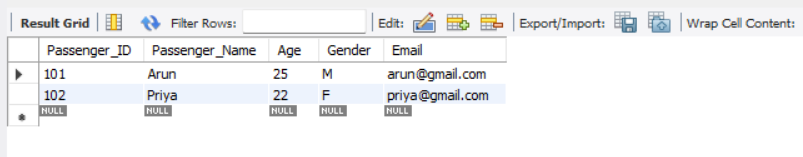 Result Grid Filter Rows: Edit: Export/Import: Wrap Cell Content:
Passenger_ID Passenger_Name Age Gender Email
101 Arun 25 M arun@gmail.com
102 Priya 22 F priya@gmail.com
NULL NULL NULL NULL NULL